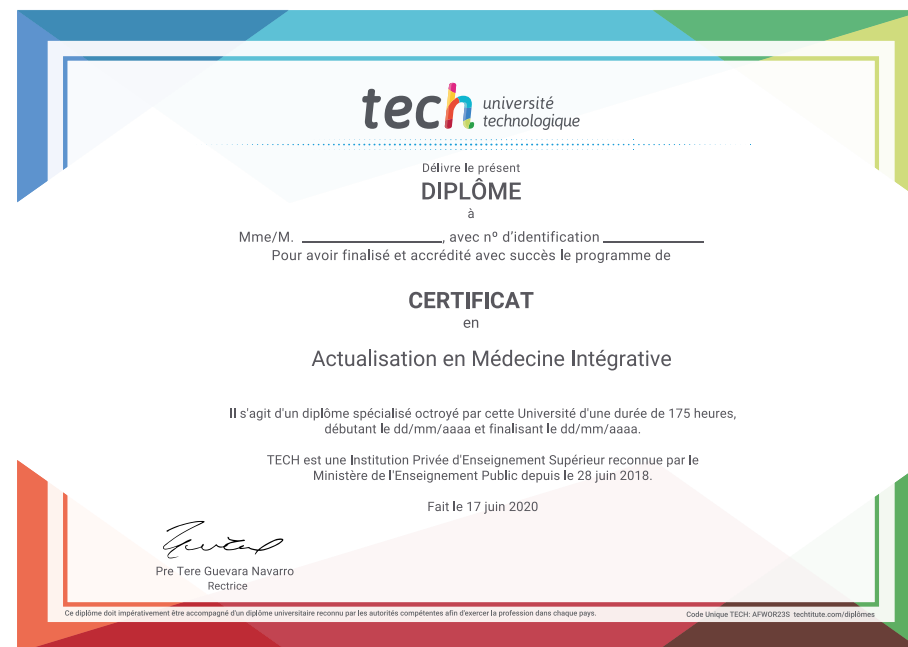 tech université
technologique
Délivre le présent
DIPLÔME
à
Mme/M. ____________, avec nº d'identification ____________
Pour avoir finalisé et accrédité avec succès le programme de
CERTIFICAT
en
Actualisation en Médecine Intégrative
Il s'agit d'un diplôme spécialisé octroyé par cette Université d'une durée de 175 heures,
débutant le dd/mm/aaaa et finalisant le dd/mm/aaaa.
TECH est une Institution Privée d'Enseignement Supérieur reconnue par le
Ministère de l'Enseignement Public depuis le 28 juin 2018.
Fait le 17 juin 2020
Pre Tere Guevara Navarro
Rectrice
Ce diplôme doit impérativement être accompagné d'un diplôme universitaire reconnu par les autorités compétentes afin d'exercer la profession dans chaque pays.
Code Unique TECH: AFWOR23S techtitute.com/diplômes